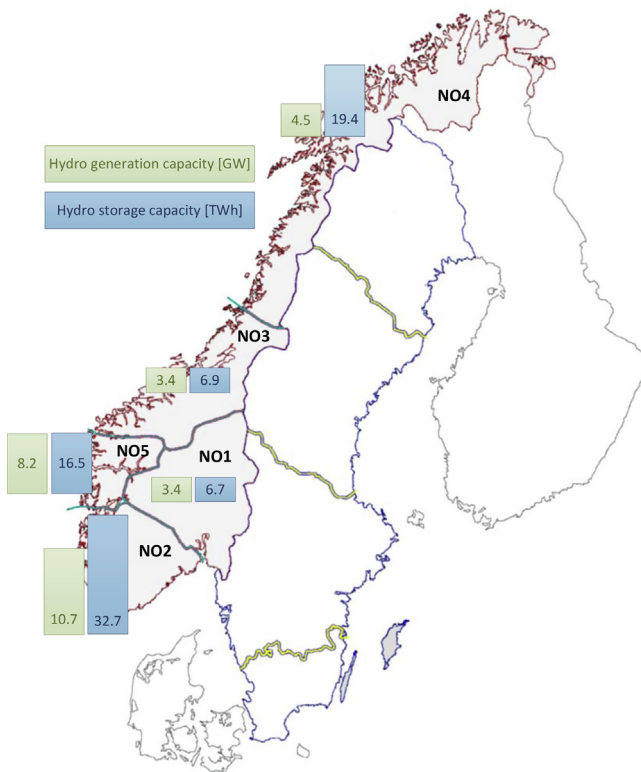 NO4
4.5
19.4
Hydro generation capacity [GW]
Hydro storage capacity [TWh]
NO3
3.4
6.9
8.2
16.5
NO5
NO1
3.4
6.7
NO2
10.7
32.7